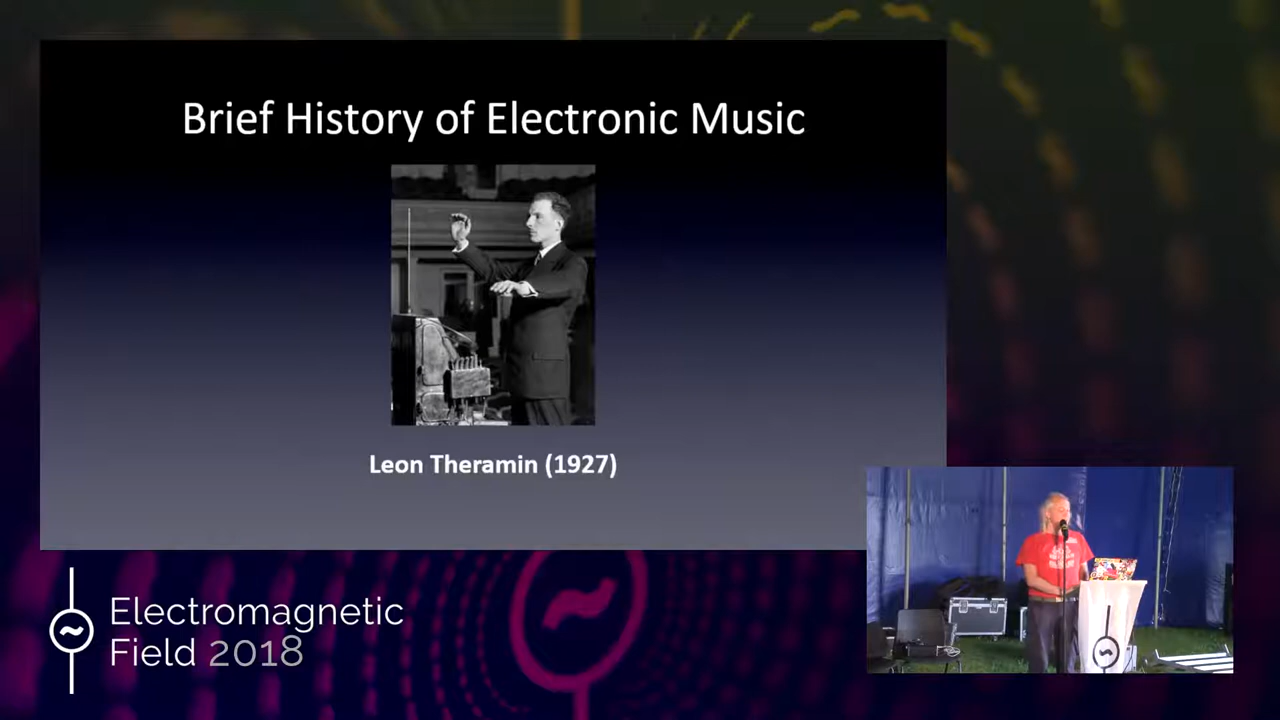 Brief History of Electronic Music
Leon Theramin (1927)
Electromagnetic
Field 2018